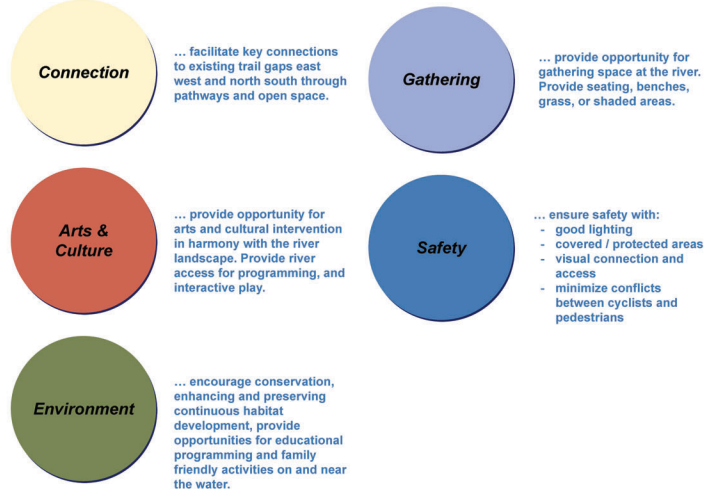 Connection
... facilitate key connections
to existing trail gaps east
west and north south through
pathways and open space.
Gathering
... provide opportunity for
gathering space at the river.
Provide seating, benches,
grass, or shaded areas.
Arts &
Culture
... provide opportunity for
arts and cultural intervention
in harmony with the river
landscape. Provide river
access for programming, and
interactive play.
Safety
... ensure safety with:
- good lighting
- covered / protected areas
- visual connection and
access
- minimize conflicts
between cyclists and
pedestrians
Environment
... encourage conservation,
enhancing and preserving
continuous habitat
development, provide
opportunities for educational
programming and family
friendly activities on and near
the water.